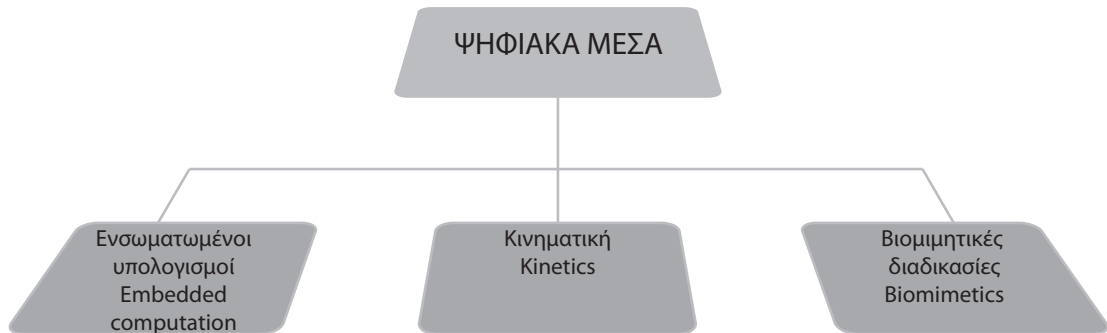 ΨΗΦΙΑΚΑ ΜΕΣΑ
Ενσωματωμένοι
υπολογισμοί
Embedded
computation
Κινηματική
Kinetics
Βιομιμητικές
διαδικασίες
Biomimetics